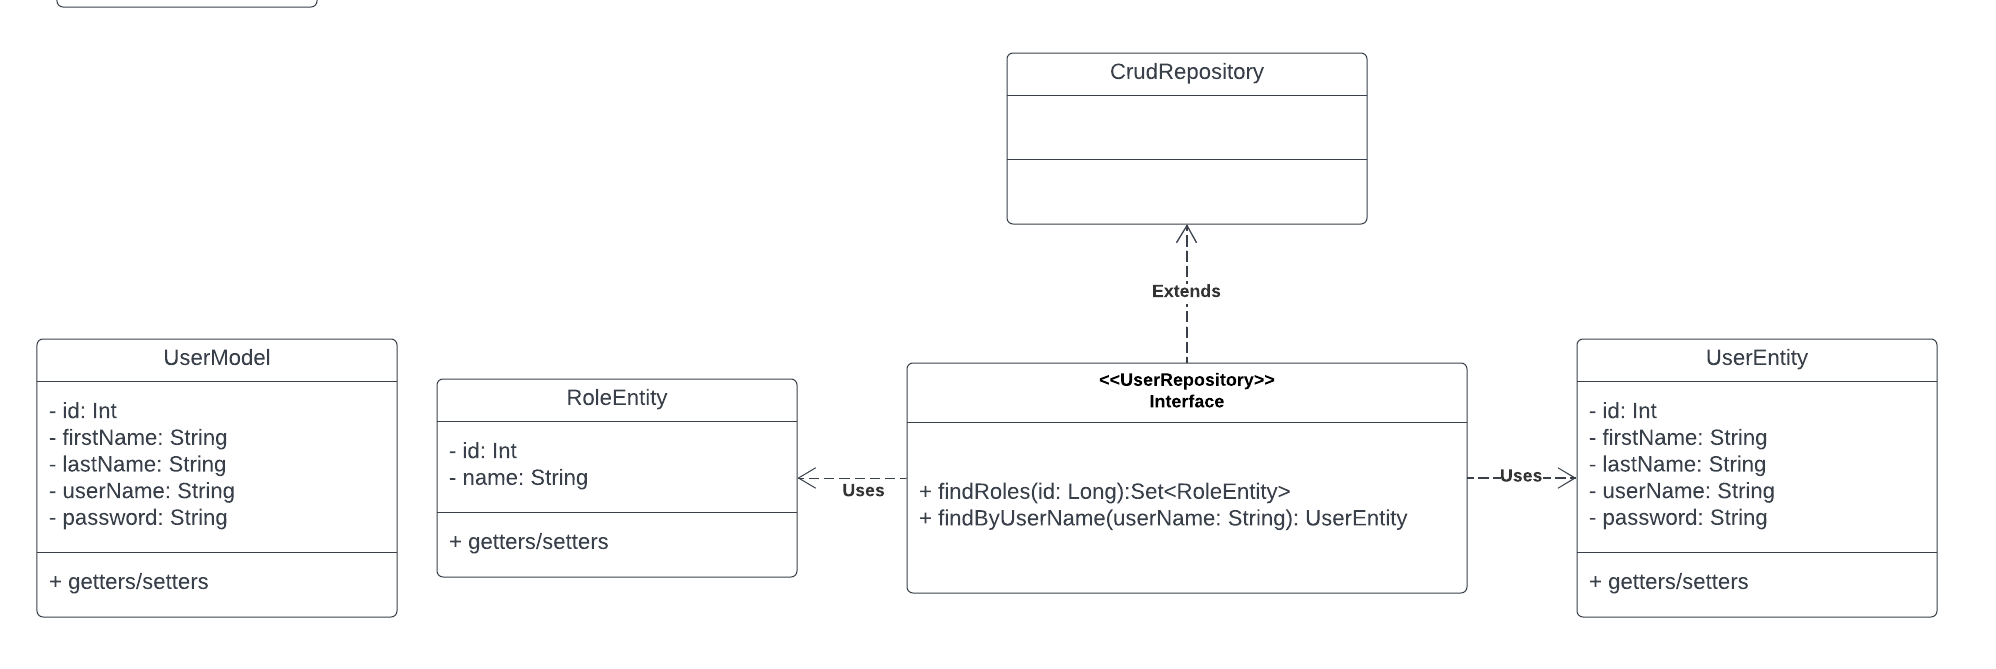 CrudRepository
Extends
UserModel
- id: Int
- firstName: String
- lastName: String
- userName: String
- password: String
+ getters/setters
RoleEntity
- id: Int
- name: String
+ getters/setters
Uses
<<UserRepository>>
Interface
+ findRoles(id: Long):Set<RoleEntity>
+ findByUserName(userName: String): UserEntity
Uses
UserEntity
- id: Int
- firstName: String
- lastName: String
- userName: String
- password: String
+ getters/setters